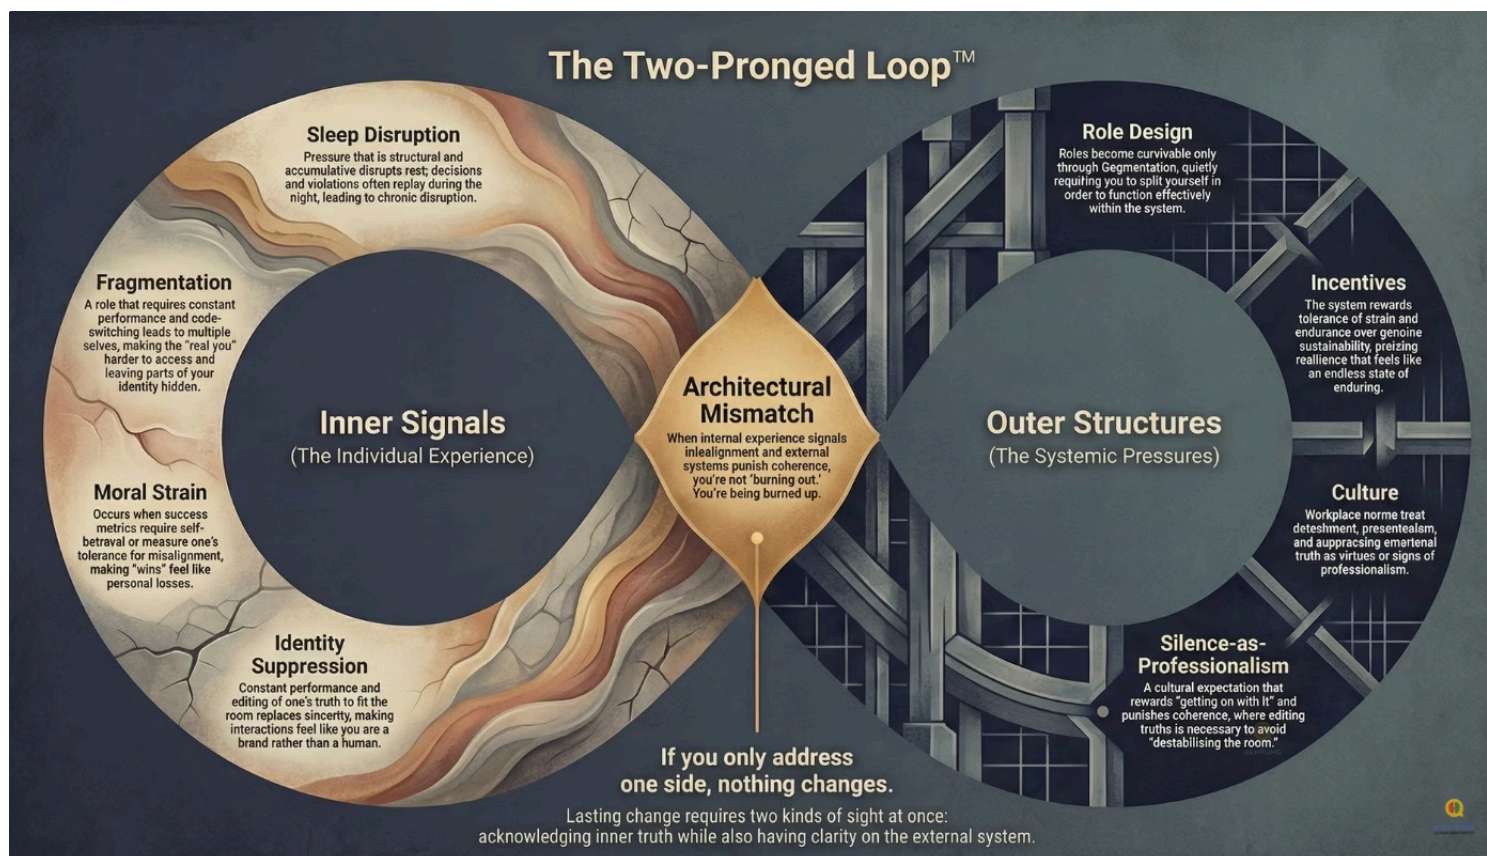 The Two-Pronged Loop™
Sleep Disruption
Pressure that is structural and
accumulative disrupts rest; decisions
and violations often replay during the
night, leading to chronic disruption.
Fragmentation
A role that requires constant
performance and code-
switching leads to multiple
selves, making the "real you"
harder to access and
leaving parts of your
identity hidden.
Inner Signals
(The Individual Experience)
Moral Strain
Occurs when success
metrics require self-
betrayal or measure one's
tolerance for misalignment,
making "wins" feel like
personal losses.
Identity
Suppression
Constant performance and
editing of one's truth to fit the
room replaces sincerity, making
interactions feel like you are a
brand rather than a human.
Architectural
Mismatch
When internal experience signals
inlealignment and external
systems punish coherence,
you're not 'burning out.'
You're being burned up.
Role Design
Roles become curvivable only
through Gegmentation, quietly
requiting you to split yourself in
order to function effectively
within the system.
Incentives
The system rewards
tolerance of strain and
endurance over genoine
sustainability, preizing
reallience that feels like
an endless state of
enduring.
Outer Structures
(The Systemic Pressures)
Culture
Workplace norme treat
deteshment, presentealsm,
and auppracsing emartenal
truth as virtues or signs of
professionalism.
Silence-as-
Professionalism
A cultural expectation that
rewards "getting on with it" and
punishes coherence, where editing
truths is necessary to avoid
"destabilising the room."
If you only address
one side, nothing changes.
Lasting change requires two kinds of sight at once:
acknowledging inner truth while also having clarity on the external system.